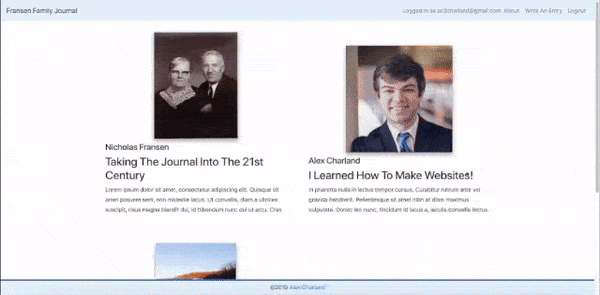 Fransen Family Journal
Logged in as ac3charland@gmail.com About Write An Entry Logout
Nicholas Fransen
Taking The Journal Into The 21st
Century
Lorem ipsum dolor sit amet, consectetur adipiscing elit. Quisque sit
amet posuere sem, non molestie lacus. Ut convallis, diam a ultrices
suscipit, risus magna blandit dui, id bibendum nunc dui ut arcu. Cras
Alex Charland
I Learned How To Make Websites!
In pharetra nulla in lectus tempor cursus. Curabitur rutrum ante vel
gravida hendrerit. Pellentesque sit amet nibh at diam maximus
vulputate. Donec leo nunc, tincidunt id lacus a, iaculis convallis lectus.
©2019 Alex Charland